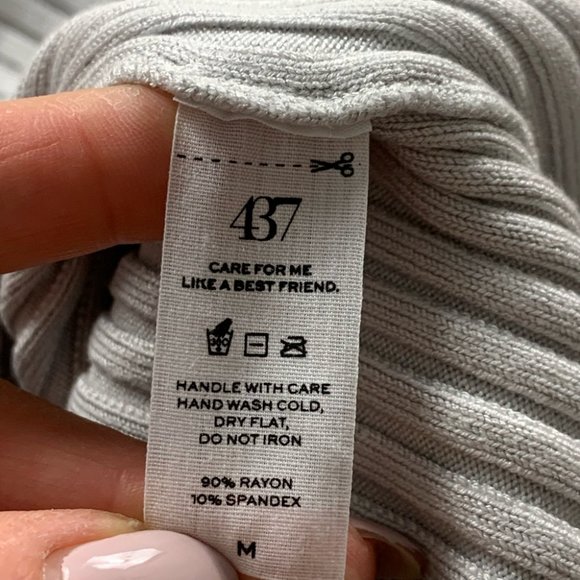 437
CARE FOR ME
LIKE A BEST FRIEND.
HANDLE WITH CARE
HAND WASH COLD,
DRY FLAT,
DO NOT IRON
90% RAYON
10% SPANDEX
M